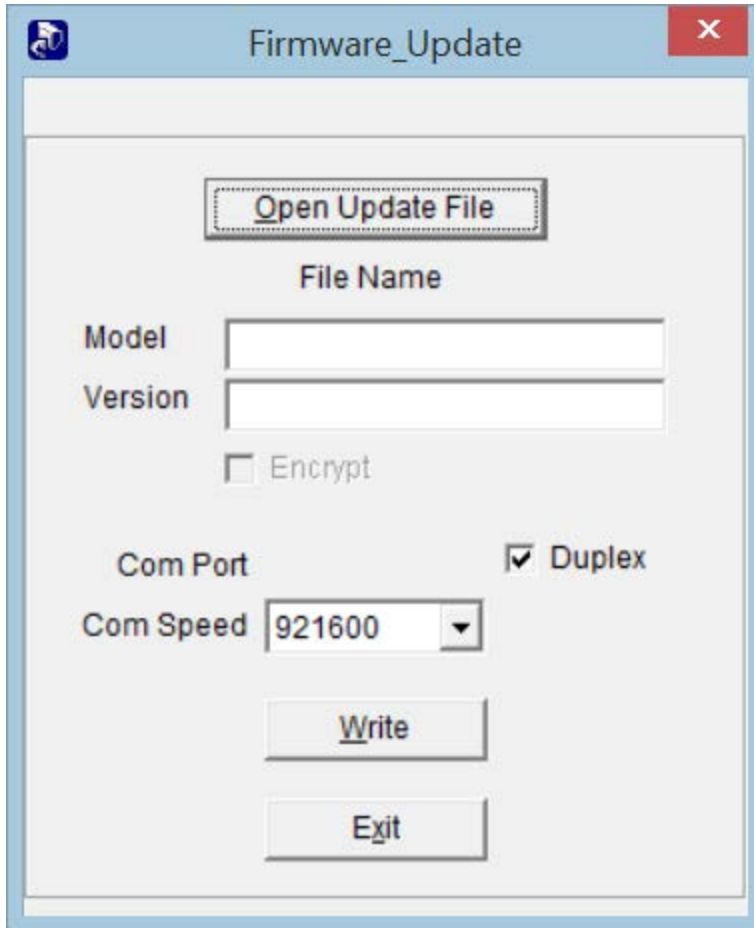 Firmware_Update
Open Update File
File Name
Model
Version
Encrypt
Com Port
Duplex
Com Speed 921600
Write
Exit